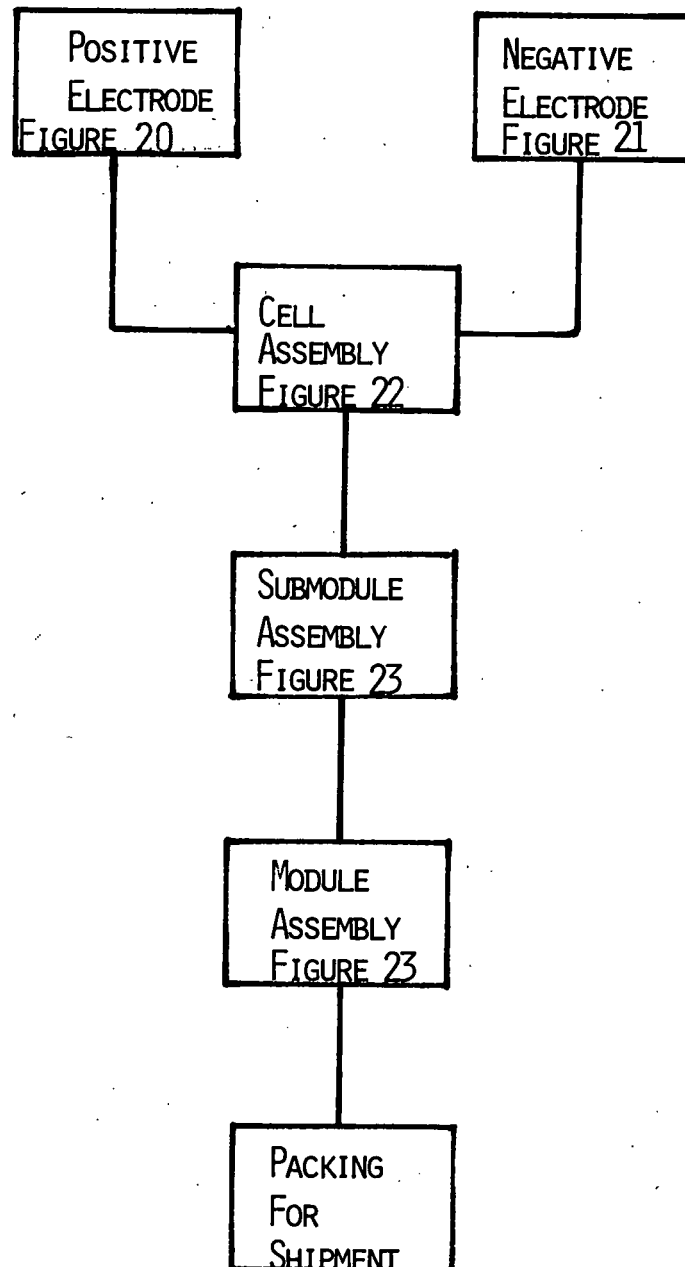 POSITIVE
ELECTRODE
FIGURE 20
NEGATIVE
ELECTRODE
FIGURE 21
CELL
ASSEMBLY
FIGURE 22
SUBMODULE
ASSEMBLY
FIGURE 23
MODULE
ASSEMBLY
FIGURE 23
PACKING
FOR
SHIPMENT